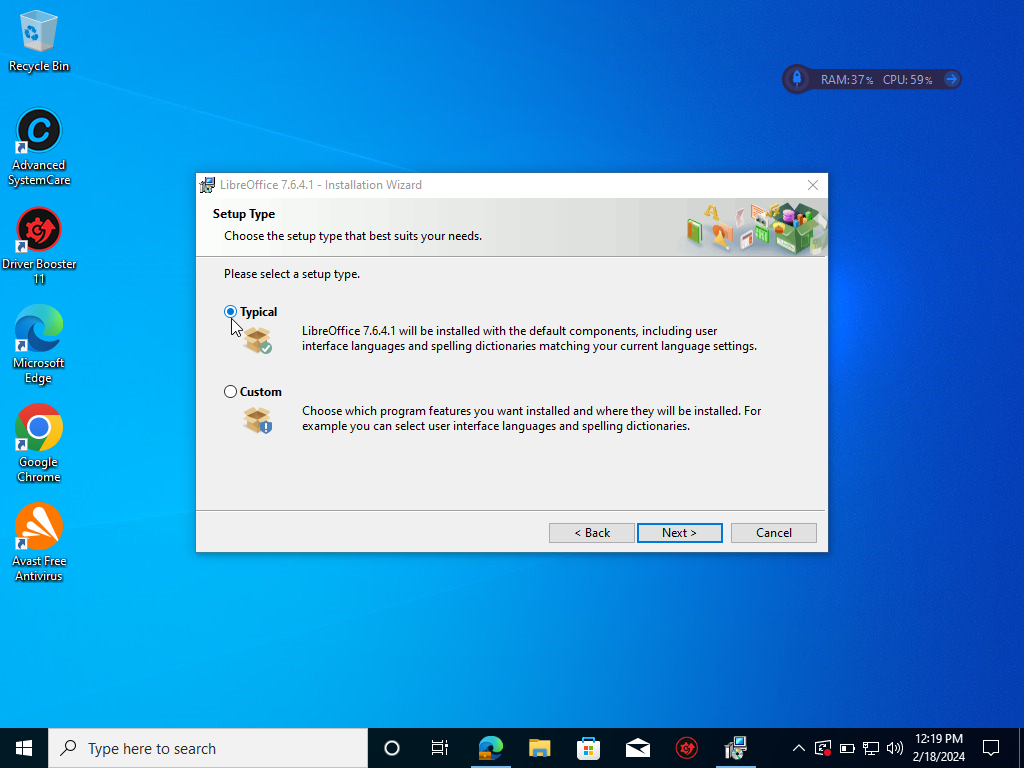 Recycle Bin
Advanced
SystemCare
Driver Booster
11
Microsoft
Edge
Google
Chrome
Avast Free
Antivirus
RAM:37% CPU:59%
LibreOffice 7.6.4.1 - Installation Wizard
Setup Type
Choose the setup type that best suits your needs.
Please select a setup type.
Typical
LibreOffice 7.6.4.1 will be installed with the default components, including user
interface languages and spelling dictionaries matching your current language settings.
Custom
Choose which program features you want installed and where they will be installed. For
example you can select user interface languages and spelling dictionaries.
< Back
Next >
Cancel
Type here to search
12:19 PM
2/18/2024